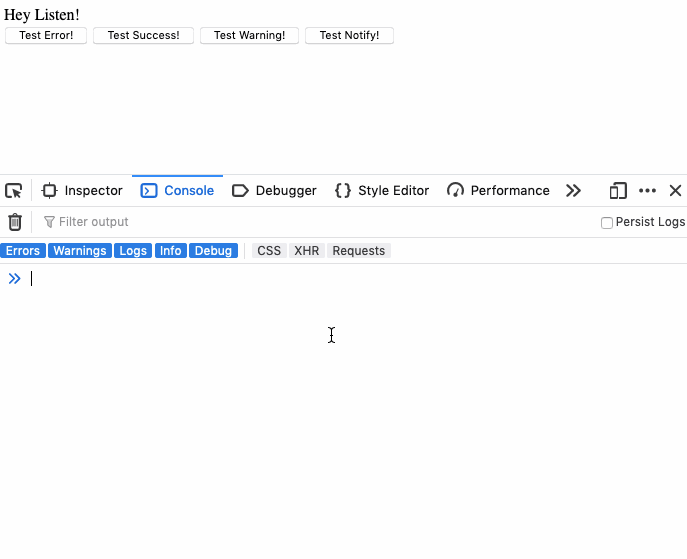 Hey Listen!
Test Error! Test Success! Test Warning! Test Notify!
Inspector Console Debugger Style Editor Performance
Filter output Persist Logs
Errors Warnings Logs Info Debug CSS XHR Requests